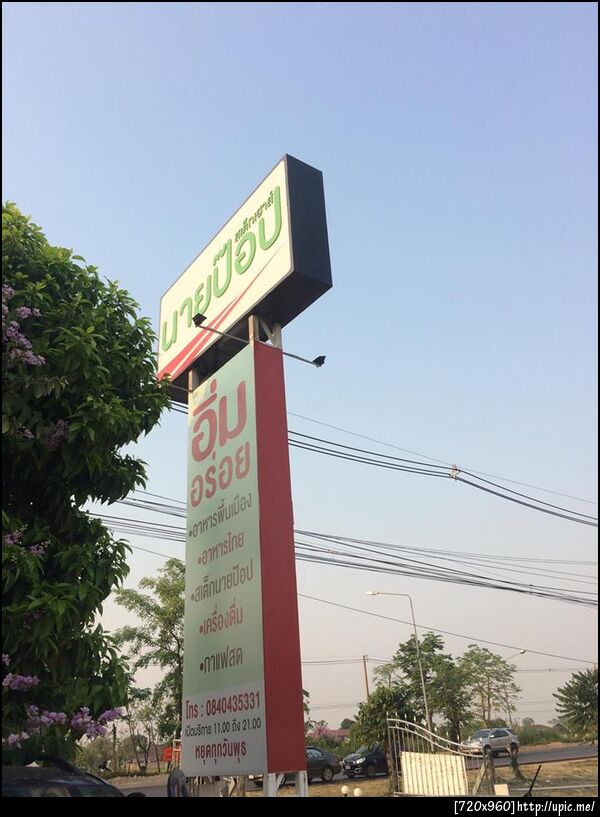 สเต็กเฮาส์
นายป๊อป
อิ่ม
อร่อย
•อาหารพื้นเมือง
•อาหารไทย
•สเต็กนายป๊อป
•เครื่องดื่ม
•กาแฟสด
โทร : 0840435331
เปิดบริการ 11.00 ถึง 21.00
หยุดทุกวันพุธ
[720x960]http://upic.me/